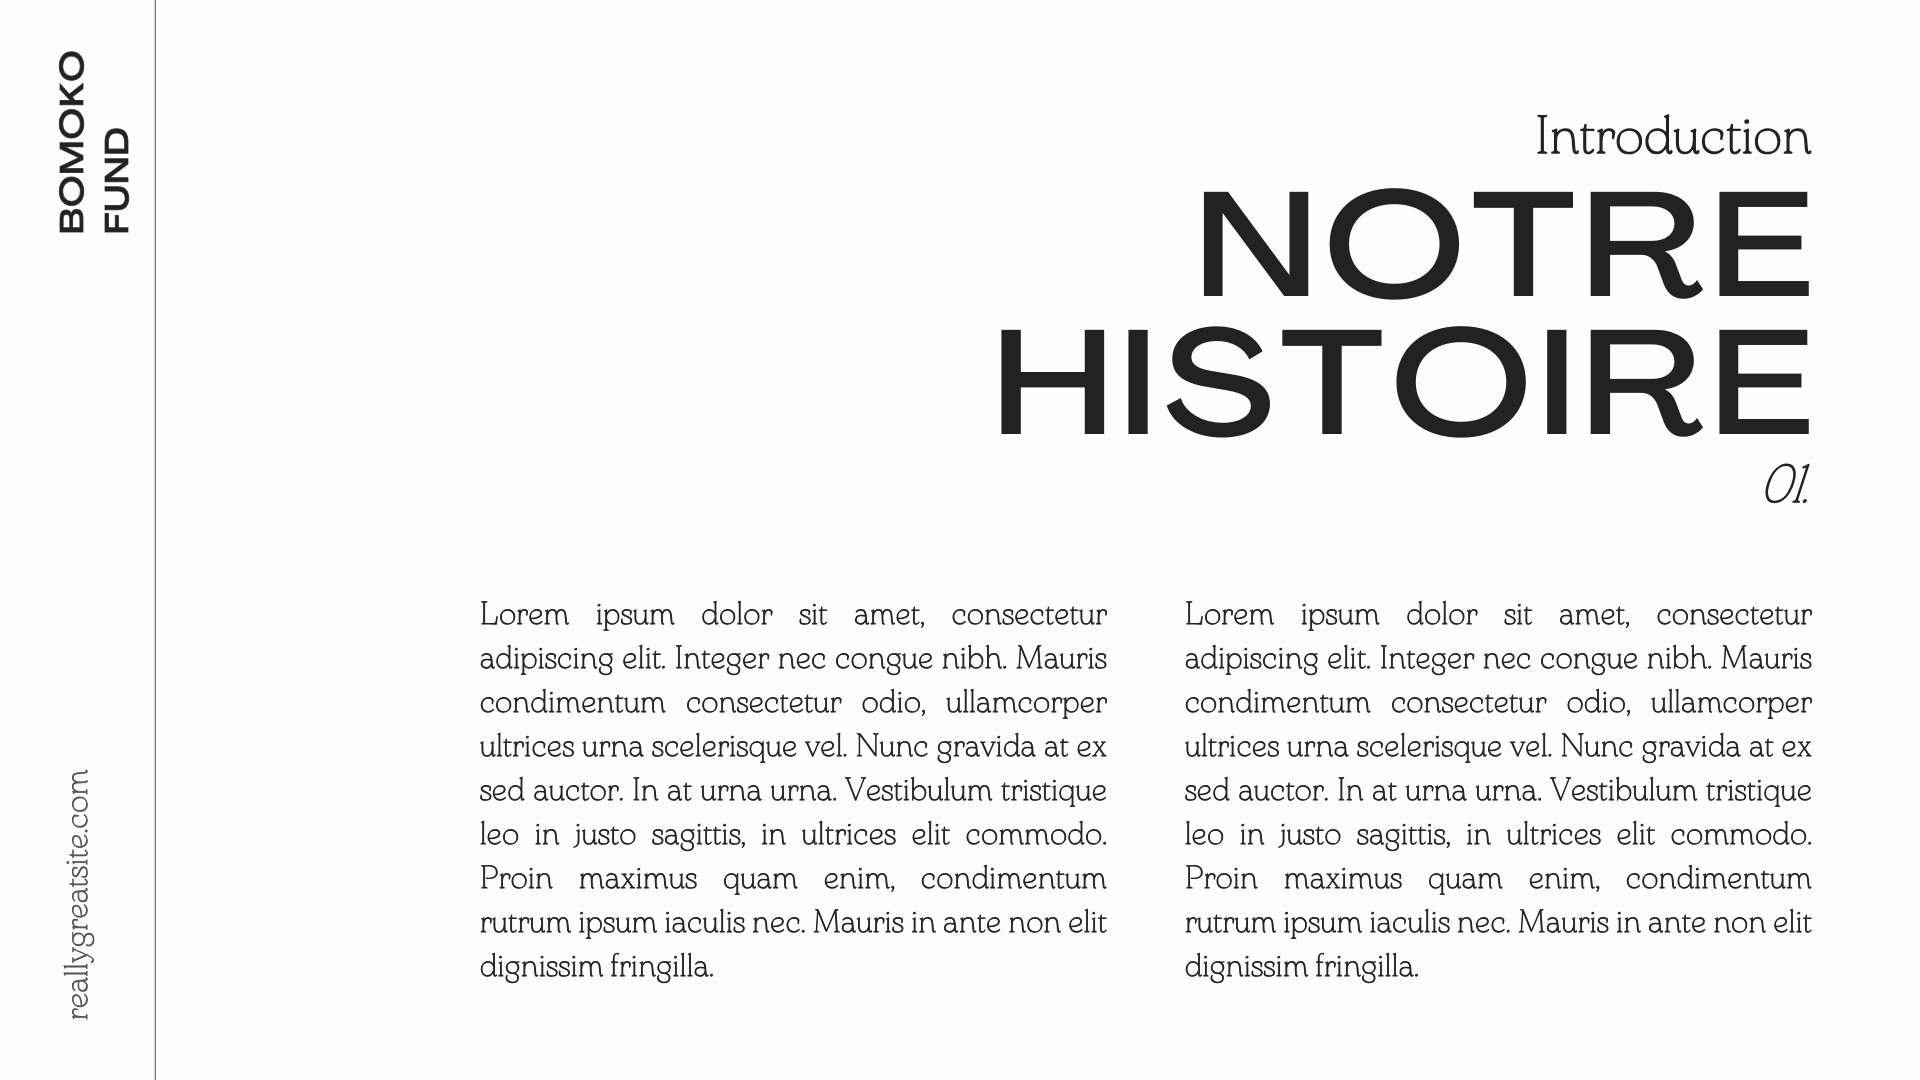 BOMOKO
FUND
reallygreatsite.com
Introduction
NOTRE
HISTOIRE
01.
Lorem ipsum dolor sit amet, consectetur
adipiscing elit. Integer nec congue nibh. Mauris
condimentum consectetur odio, ullamcorper
ultrices urna scelerisque vel. Nunc gravida at ex
sed auctor. In at urna urna. Vestibulum tristique
leo in justo sagittis, in ultrices elit commodo.
Proin maximus quam enim, condimentum
rutrum ipsum iaculis nec. Mauris in ante non elit
dignissim fringilla.
Lorem ipsum dolor sit amet, consectetur
adipiscing elit. Integer nec congue nibh. Mauris
condimentum consectetur odio, ullamcorper
ultrices urna scelerisque vel. Nunc gravida at ex
sed auctor. In at urna urna. Vestibulum tristique
leo in justo sagittis, in ultrices elit commodo.
Proin maximus quam enim, condimentum
rutrum ipsum iaculis nec. Mauris in ante non elit
dignissim fringilla.